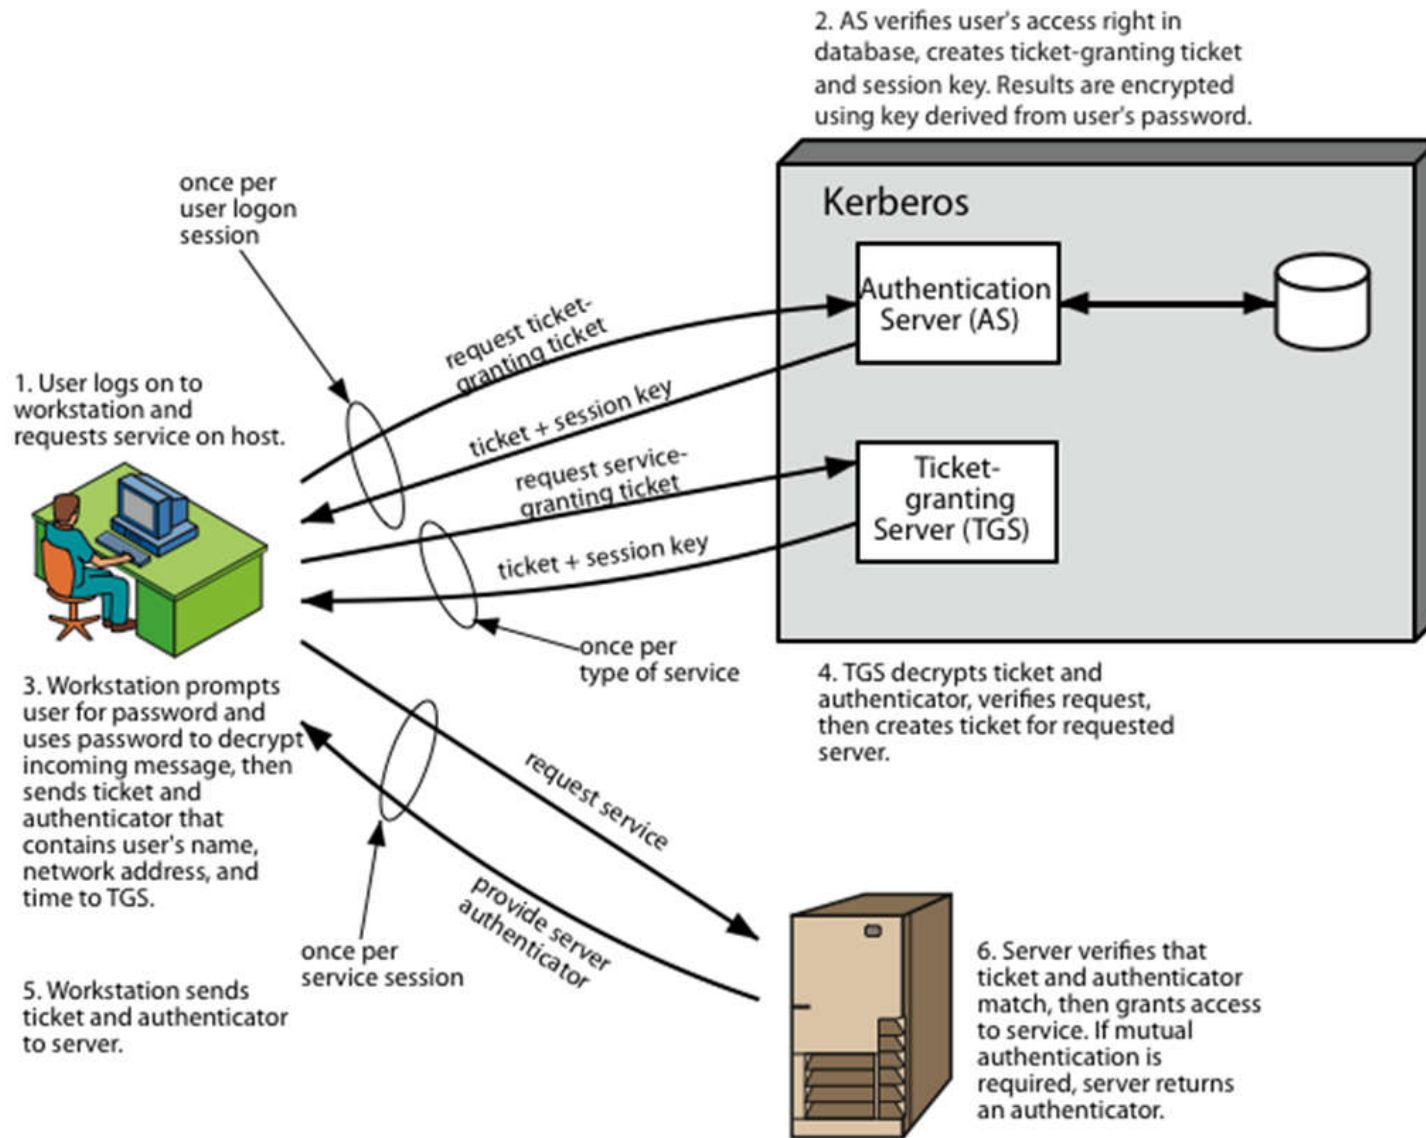 2. AS verifies user's access right in
database, creates ticket-granting ticket
and session key. Results are encrypted
using key derived from user's password.
once per
user logon
session
Kerberos
Authentication
Server (AS)
request ticket-
granting ticket
1. User logs on to
workstation and
requests service on host.
ticket + session key
request service-
granting ticket
Ticket-
granting
Server (TGS)
ticket + session key
once per
type of service
3. Workstation prompts
user for password and
uses password to decrypt
incoming message, then
sends ticket and
authenticator that
contains user's name,
network address, and
time to TGS.
4. TGS decrypts ticket and
authenticator, verifies request,
then creates ticket for requested
server.
request service
provide server
authenticator
once per
service session
5. Workstation sends
ticket and authenticator
to server.
6. Server verifies that
ticket and authenticator
match, then grants access
to service. If mutual
authentication is
required, server returns
an authenticator.